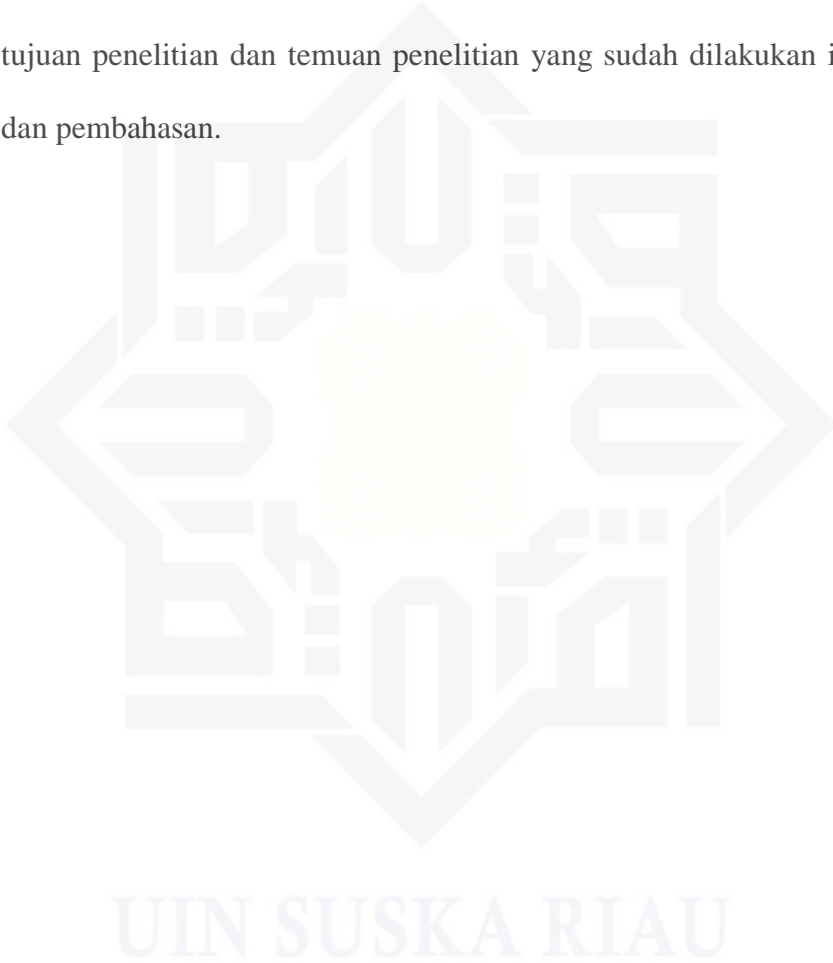 tujuan penelitian dan temuan penelitian yang sudah dilakukan i
dan pembahasan.
UIN SUSKA RIAU